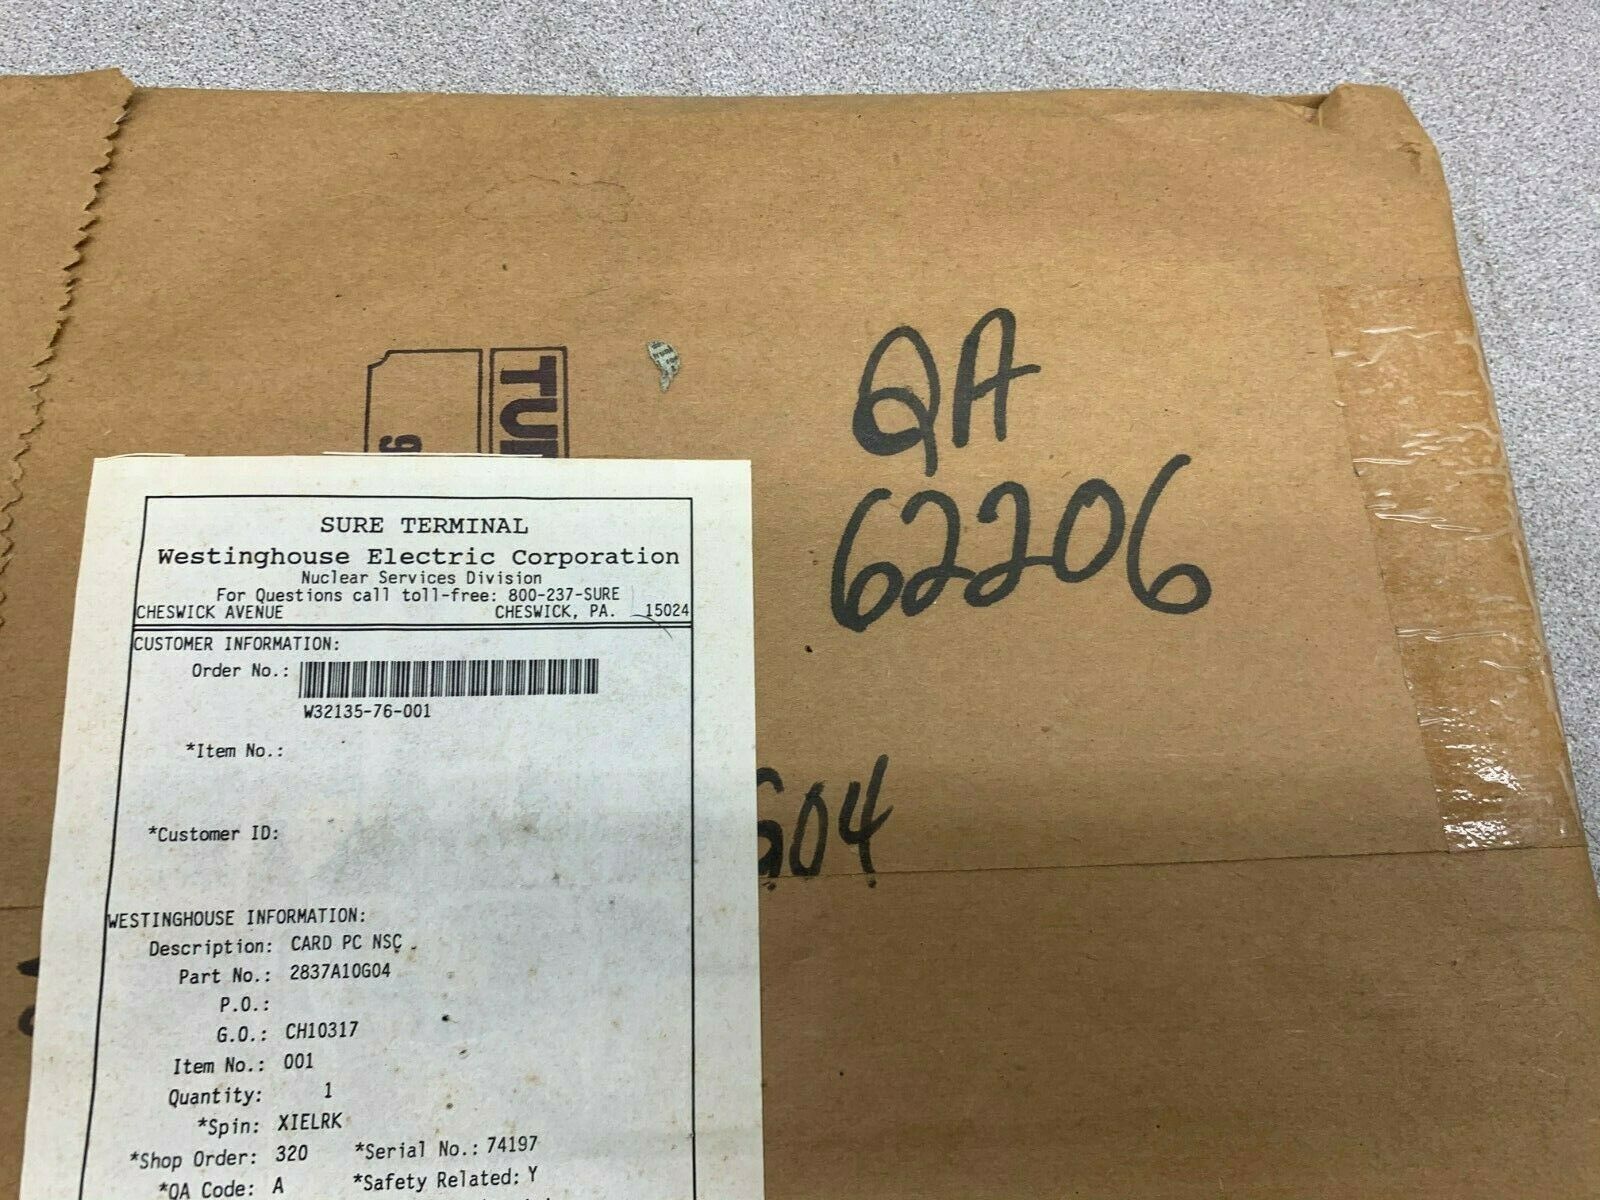 TU
9
QA
62206
G04
SURE TERMINAL
Westinghouse Electric Corporation
Nuclear Services Division
For Questions call toll-free: 800-237-SURE
CHESWICK AVENUE CHESWICK, PA. 15024
CUSTOMER INFORMATION:
Order No.:
W32135-76-001
*Item No.:
*Customer ID:
WESTINGHOUSE INFORMATION:
Description: CARD PC NSC
Part No.: 2837A10G04
P.O.:
G.O.: CH10317
Item No.: 001
Quantity: 1
*Spin: XIELRK
*Shop Order: 320 *Serial No.: 74197
*QA Code: A *Safety Related: Y